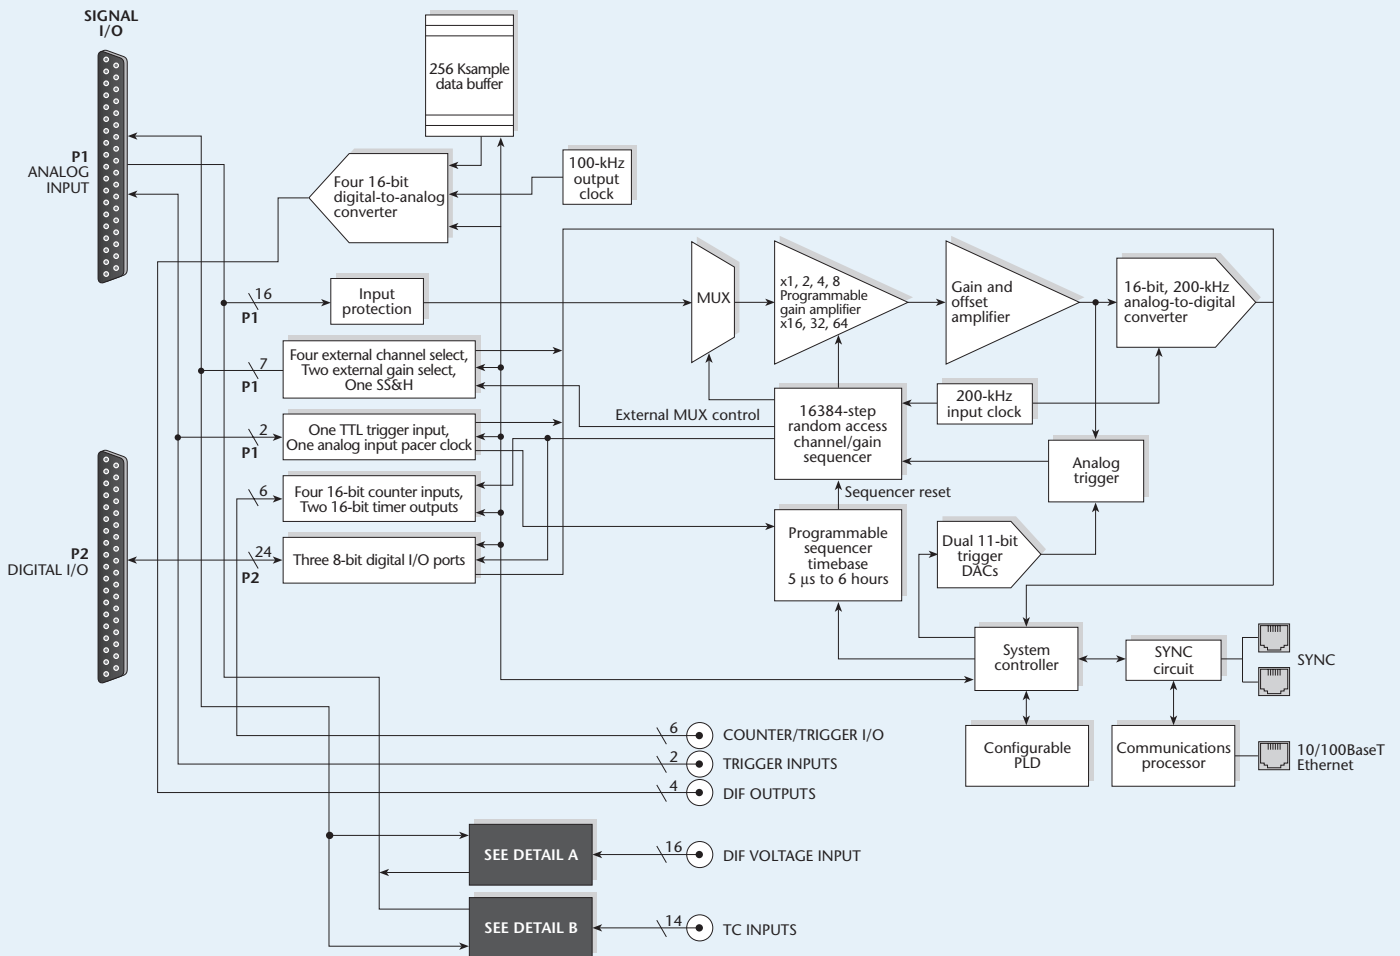 SIGNAL
I/O
P1
ANALOG
INPUT
256 Ksample
data buffer
Four 16-bit
digital-to-analog
converter
100-kHz
output
clock
16
P1
Input
protection
MUX
x1, 2, 4, 8
Programmable
gain amplifier
x16, 32, 64
Gain and
offset
amplifier
16-bit, 200-kHz
analog-to-digital
converter
7
P1
Four external channel select,
Two external gain select,
One SS&H
External MUX control
16384-step
random access
channel/gain
sequencer
200-kHz
input clock
2
P1
One TTL trigger input,
One analog input pacer clock
Analog
trigger
6
Four 16-bit counter inputs,
Two 16-bit timer outputs
Sequencer reset
P2
DIGITAL I/O
24
P2
Three 8-bit digital I/O ports
Programmable
sequencer
timebase
5 µs to 6 hours
Dual 11-bit
trigger
DACs
System
controller
SYNC
circuit
SYNC
Configurable
PLD
Communications
processor
10/100BaseT
Ethernet
6
COUNTER/TRIGGER I/O
2
TRIGGER INPUTS
4
DIF OUTPUTS
SEE DETAIL A
16
DIF VOLTAGE INPUT
SEE DETAIL B
14
TC INPUTS